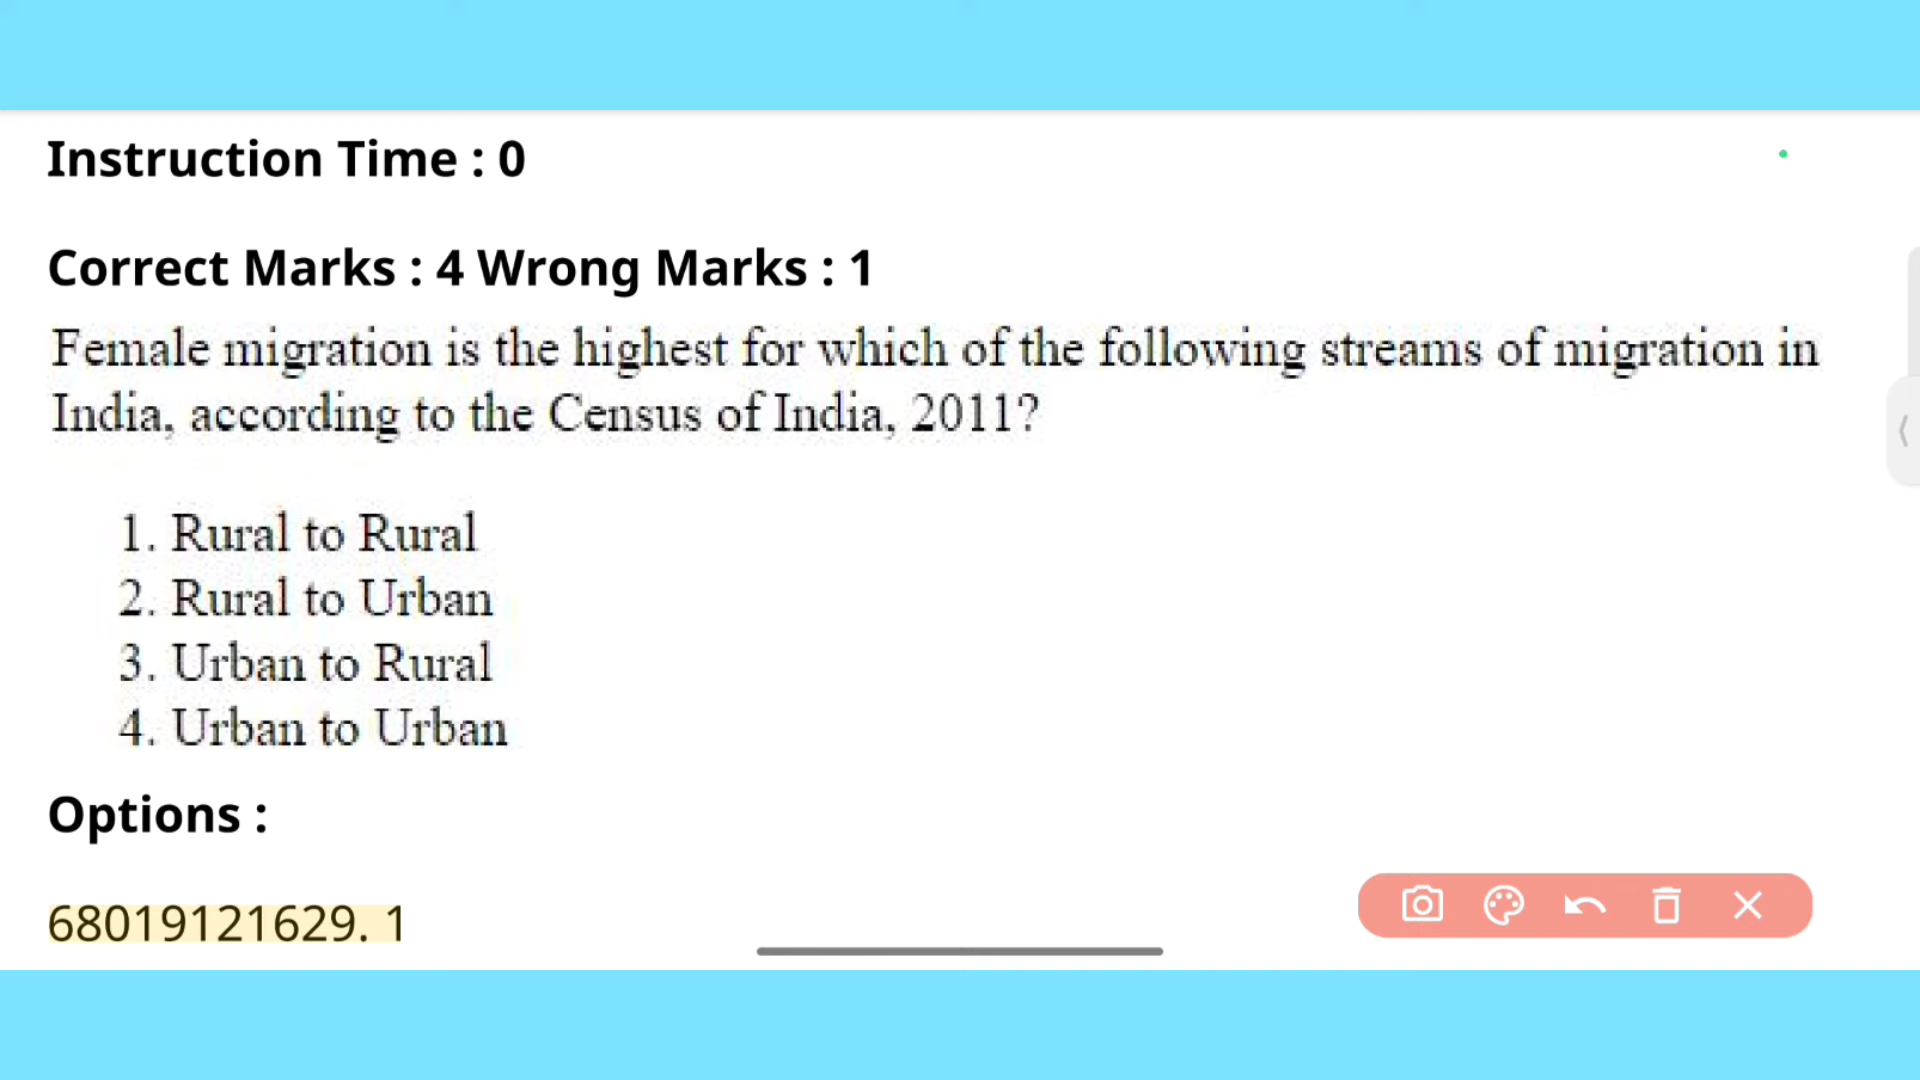 Instruction Time : 0
Correct Marks : 4 Wrong Marks : 1
Female migration is the highest for which of the following streams of migration in
India, according to the Census of India, 2011?
1. Rural to Rural
2. Rural to Urban
3. Urban to Rural
4. Urban to Urban
Options :
68019121629. 1